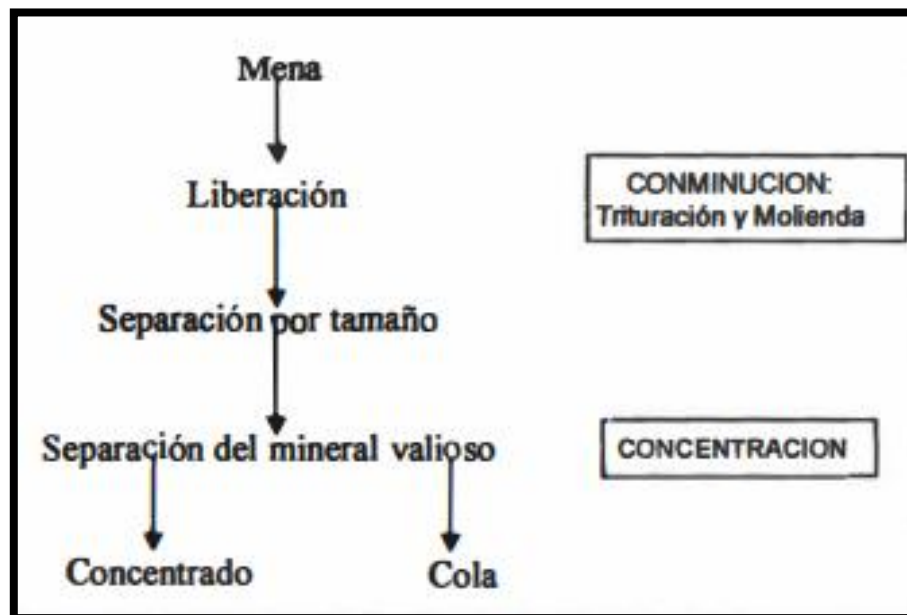 Mena
Liberación
CONMINUCION:
Trituración y Molienda
Separación por tamaño
Separación del mineral valioso
CONCENTRACION
Concentrado
Cola